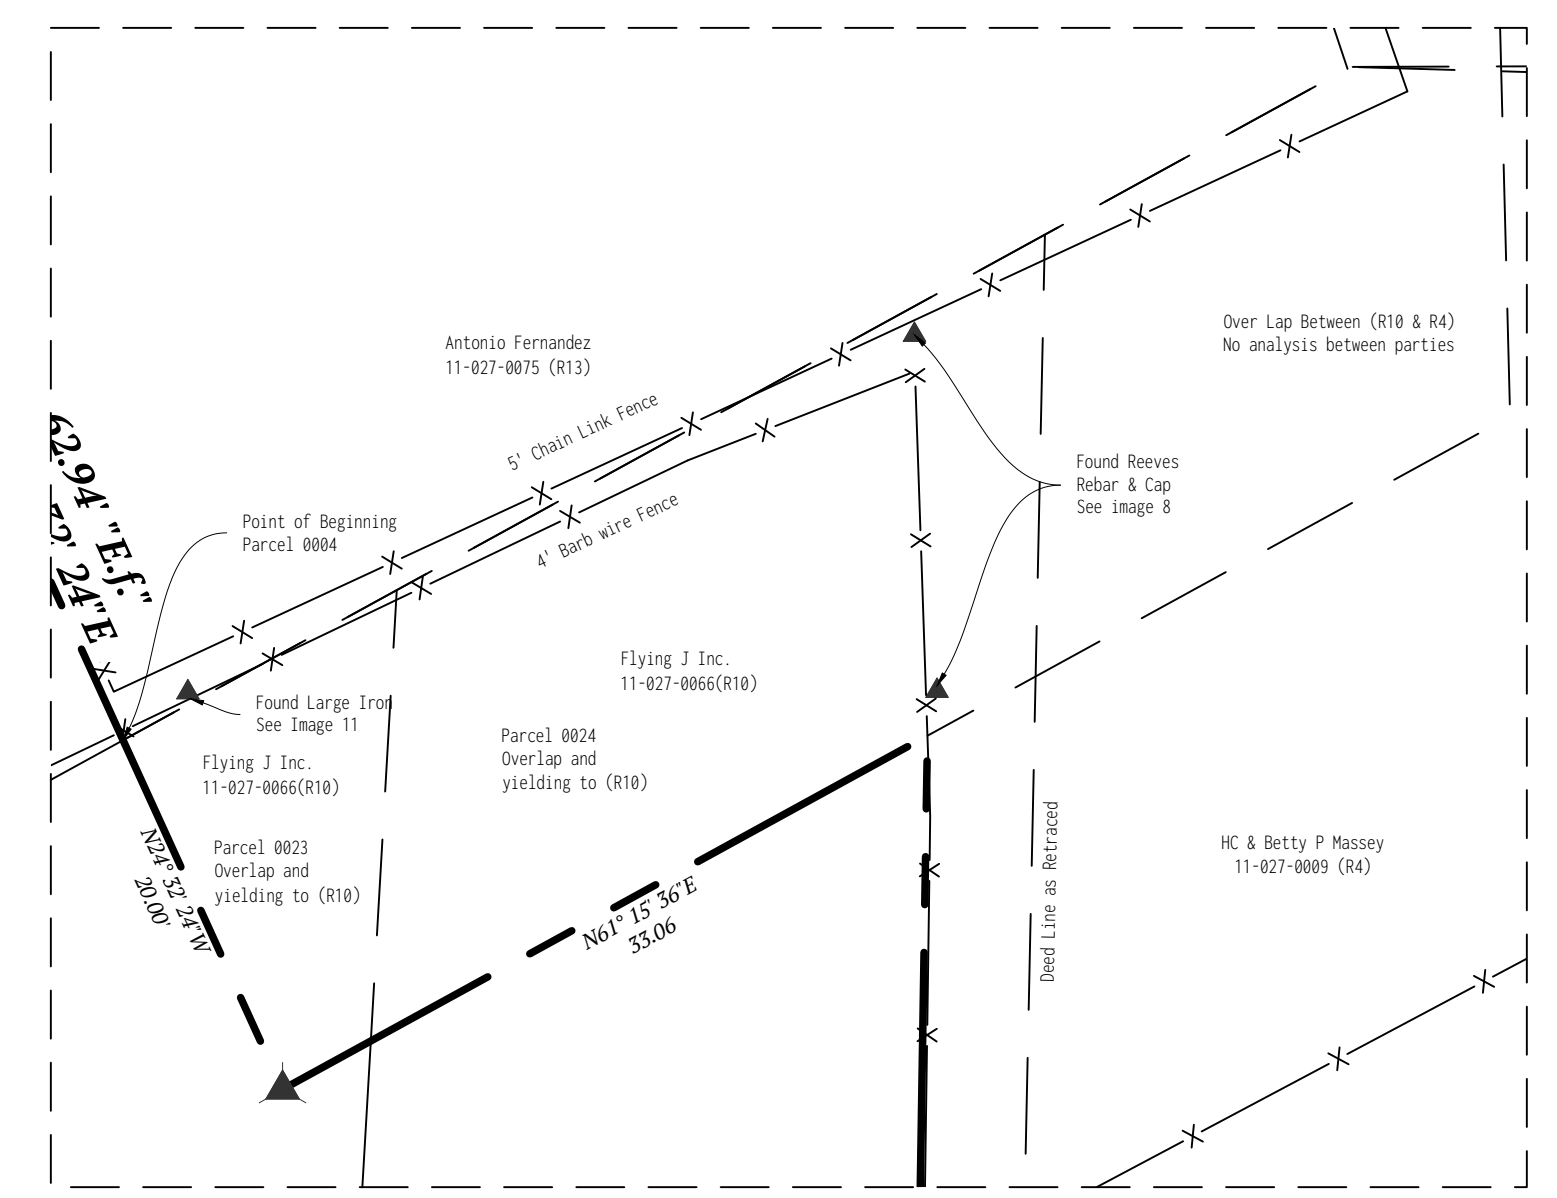 Over Lap Between (R10 & R4)
No analysis between parties
Antonio Fernandez
11-027-0075 (R13)
5' Chain Link Fence
4' Barb wire Fence
62.94' "E.f."
32' 24"E
Found Reeves
Rebar & Cap
See image 8
Point of Beginning
Parcel 0004
Found Large Iron
See Image 11
Flying J Inc.
11-027-0066(R10)
Flying J Inc.
11-027-0066(R10)
Parcel 0024
Overlap and
yielding to (R10)
Parcel 0023
Overlap and
yielding to (R10)
N24° 32' 24"W
20.00'
N61° 15' 36"E
33.06
Deed Line as Retraced
HC & Betty P Massey
11-027-0009 (R4)